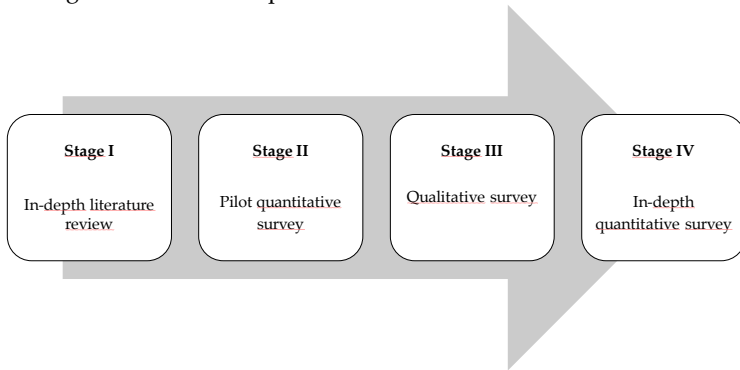 Stage I
In-depth literature
review
Stage II
Pilot quantitative
survey
Stage III
Qualitative survey
Stage IV
In-depth
quantitative survey